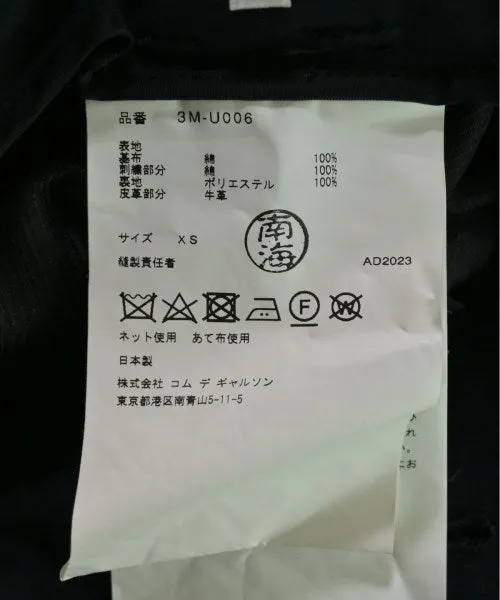 品番 3M-U006
表地
基布 綿 100%
刺繍部分 綿 100%
裏地 ポリエステル 100%
皮革部分 牛革
サイズ XS
南海
縫製責任者 AD2023
F W
ネット使用 あて布使用
日本製
株式会社 コム デ ギャルソン
東京都港区南青山5-11-5
れ
お